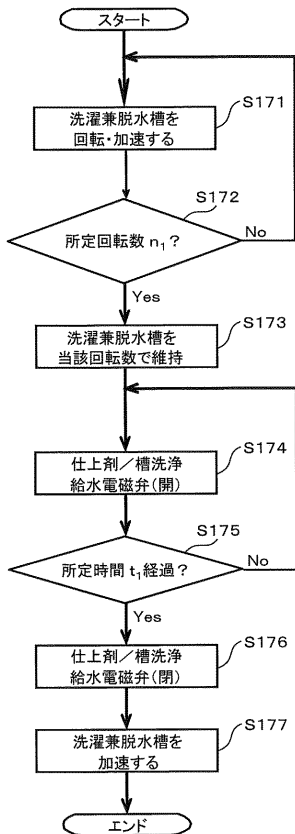 スタート
S171
洗濯兼脱水槽を
回転・加速する
S172
所定回転数 n₁?
No
Yes
S173
洗濯兼脱水槽を
当該回転数で維持
S174
仕上剤/槽洗浄
給水電磁弁(開)
S175
所定時間 t₁経過?
No
Yes
S176
仕上剤/槽洗浄
給水電磁弁(閉)
S177
洗濯兼脱水槽を
加速する
エンド